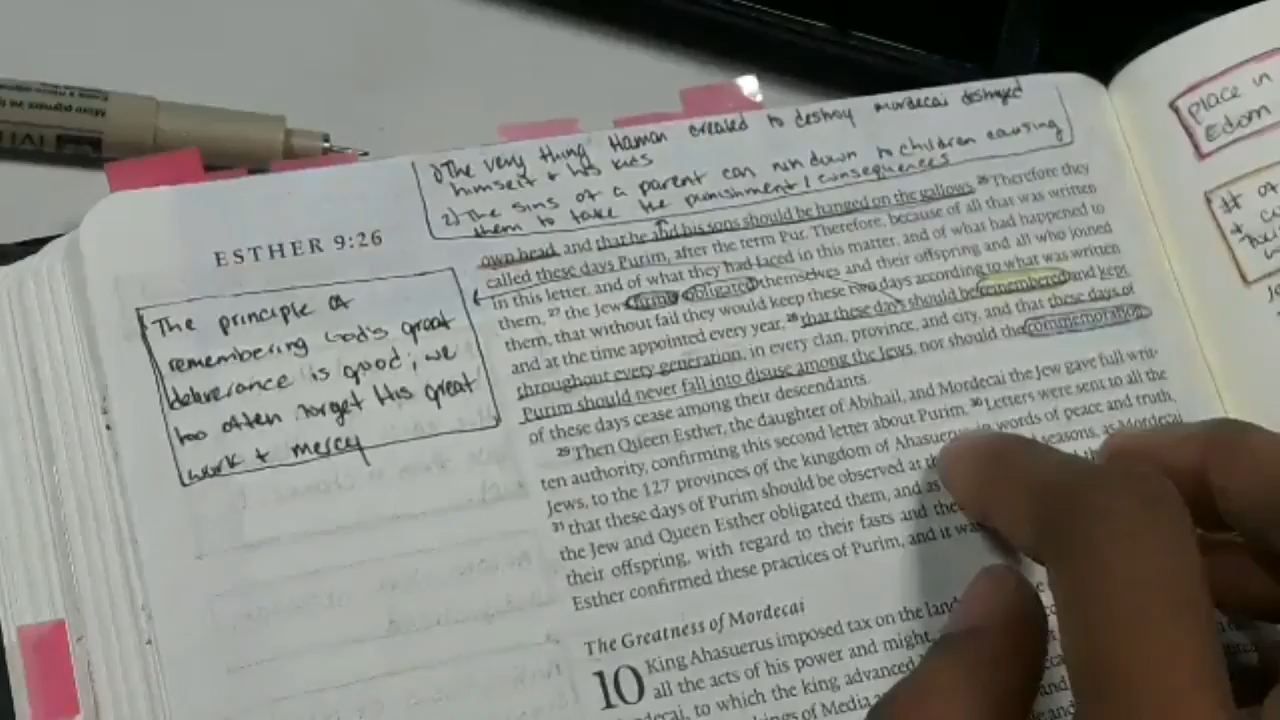 1) The very thing Haman created to destroy Mordecai destroyed
himself + his kids
2) The sins of a parent can run down to children causing
them to take the punishment / consequences
ESTHER 9:26
The principle of
remembering God's great
deliverance is good; we
too often forget His great
work + mercy
own head, and that he and his sons should be hanged on the gallows. 26 Therefore they
called these days Purim, after the term Pur. Therefore, because of all that was written
in this letter, and of what they had faced in this matter, and of what had happened to
them, 27 the Jews firmly obligated themselves and their offspring and all who joined
them, that without fail they would keep these two days according to what was written
and at the time appointed every year, 28 that these days should be remembered and kept
throughout every generation, in every clan, province, and city, and that these days of
Purim should never fall into disuse among the Jews, nor should the commemoration
of these days cease among their descendants.
29 Then Queen Esther, the daughter of Abihail, and Mordecai the Jew gave full writ-
ten authority, confirming this second letter about Purim. 30 Letters were sent to all the
Jews, to the 127 provinces of the kingdom of Ahasuerus, in words of peace and truth,
31 that these days of Purim should be observed at seasons, as Mordecai
the Jew and Queen Esther obligated them, and as
their offspring, with regard to their fasts and
Esther confirmed these practices of Purim, and it was
The Greatness of Mordecai
10 King Ahasuerus imposed tax on the land
all the acts of his power and might,
to which the king advanced
kings of Media
place in
Edom
# of
MICRON